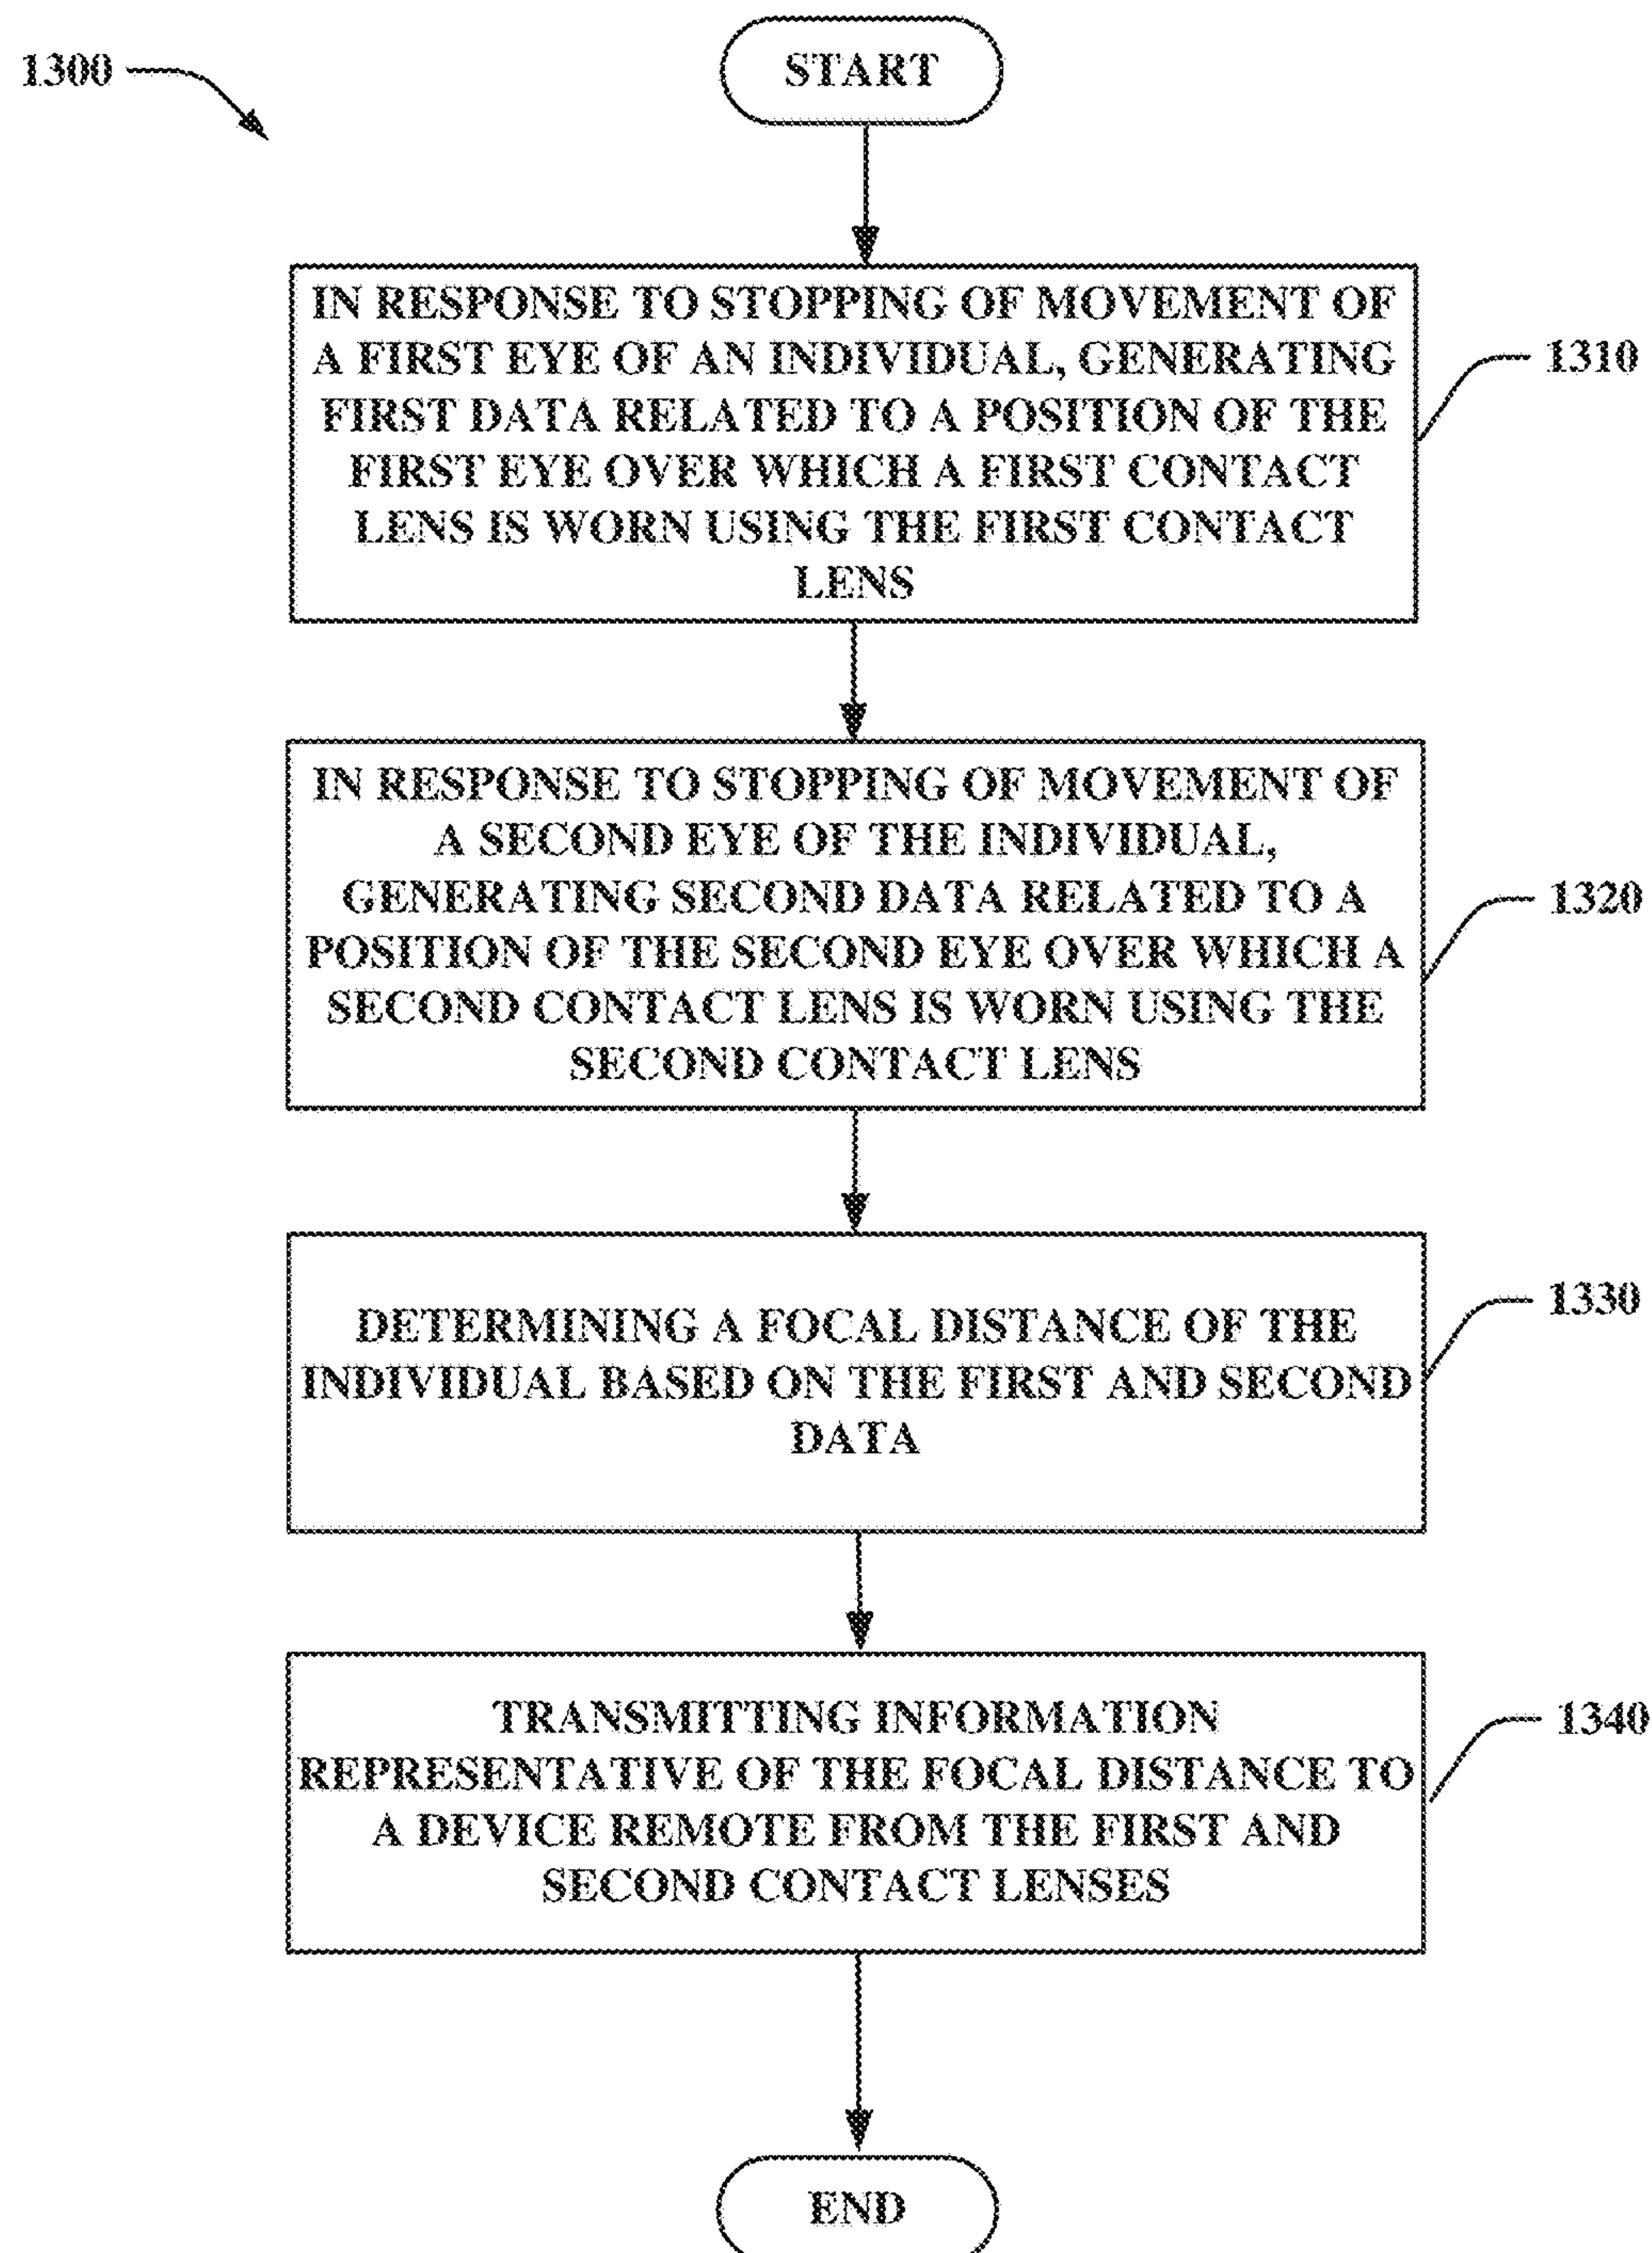 1300
START
IN RESPONSE TO STOPPING OF MOVEMENT OF
A FIRST EYE OF AN INDIVIDUAL, GENERATING
FIRST DATA RELATED TO A POSITION OF THE
FIRST EYE OVER WHICH A FIRST CONTACT
LENS IS WORN USING THE FIRST CONTACT
LENS
1310
IN RESPONSE TO STOPPING OF MOVEMENT OF
A SECOND EYE OF THE INDIVIDUAL,
GENERATING SECOND DATA RELATED TO A
POSITION OF THE SECOND EYE OVER WHICH A
SECOND CONTACT LENS IS WORN USING THE
SECOND CONTACT LENS
1320
DETERMINING A FOCAL DISTANCE OF THE
INDIVIDUAL BASED ON THE FIRST AND SECOND
DATA
1330
TRANSMITTING INFORMATION
REPRESENTATIVE OF THE FOCAL DISTANCE TO
A DEVICE REMOTE FROM THE FIRST AND
SECOND CONTACT LENSES
1340
END